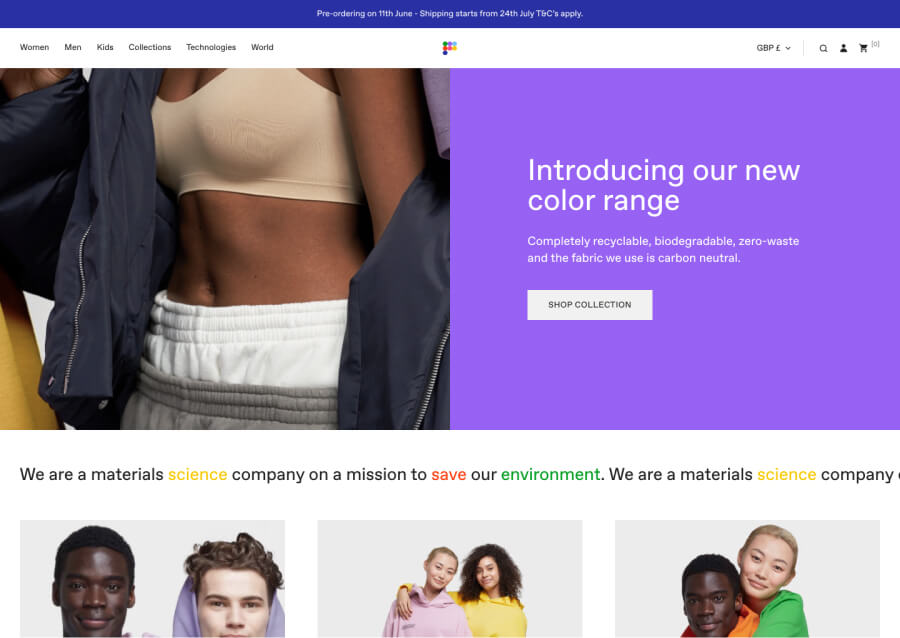 Pre-ordering on 11th June - Shipping starts from 24th July T&C's apply.
Women Men Kids Collections Technologies World
GBP £ [0]
Introducing our new
color range
Completely recyclable, biodegradable, zero-waste
and the fabric we use is carbon neutral.
SHOP COLLECTION
We are a materials science company on a mission to save our environment. We are a materials science company